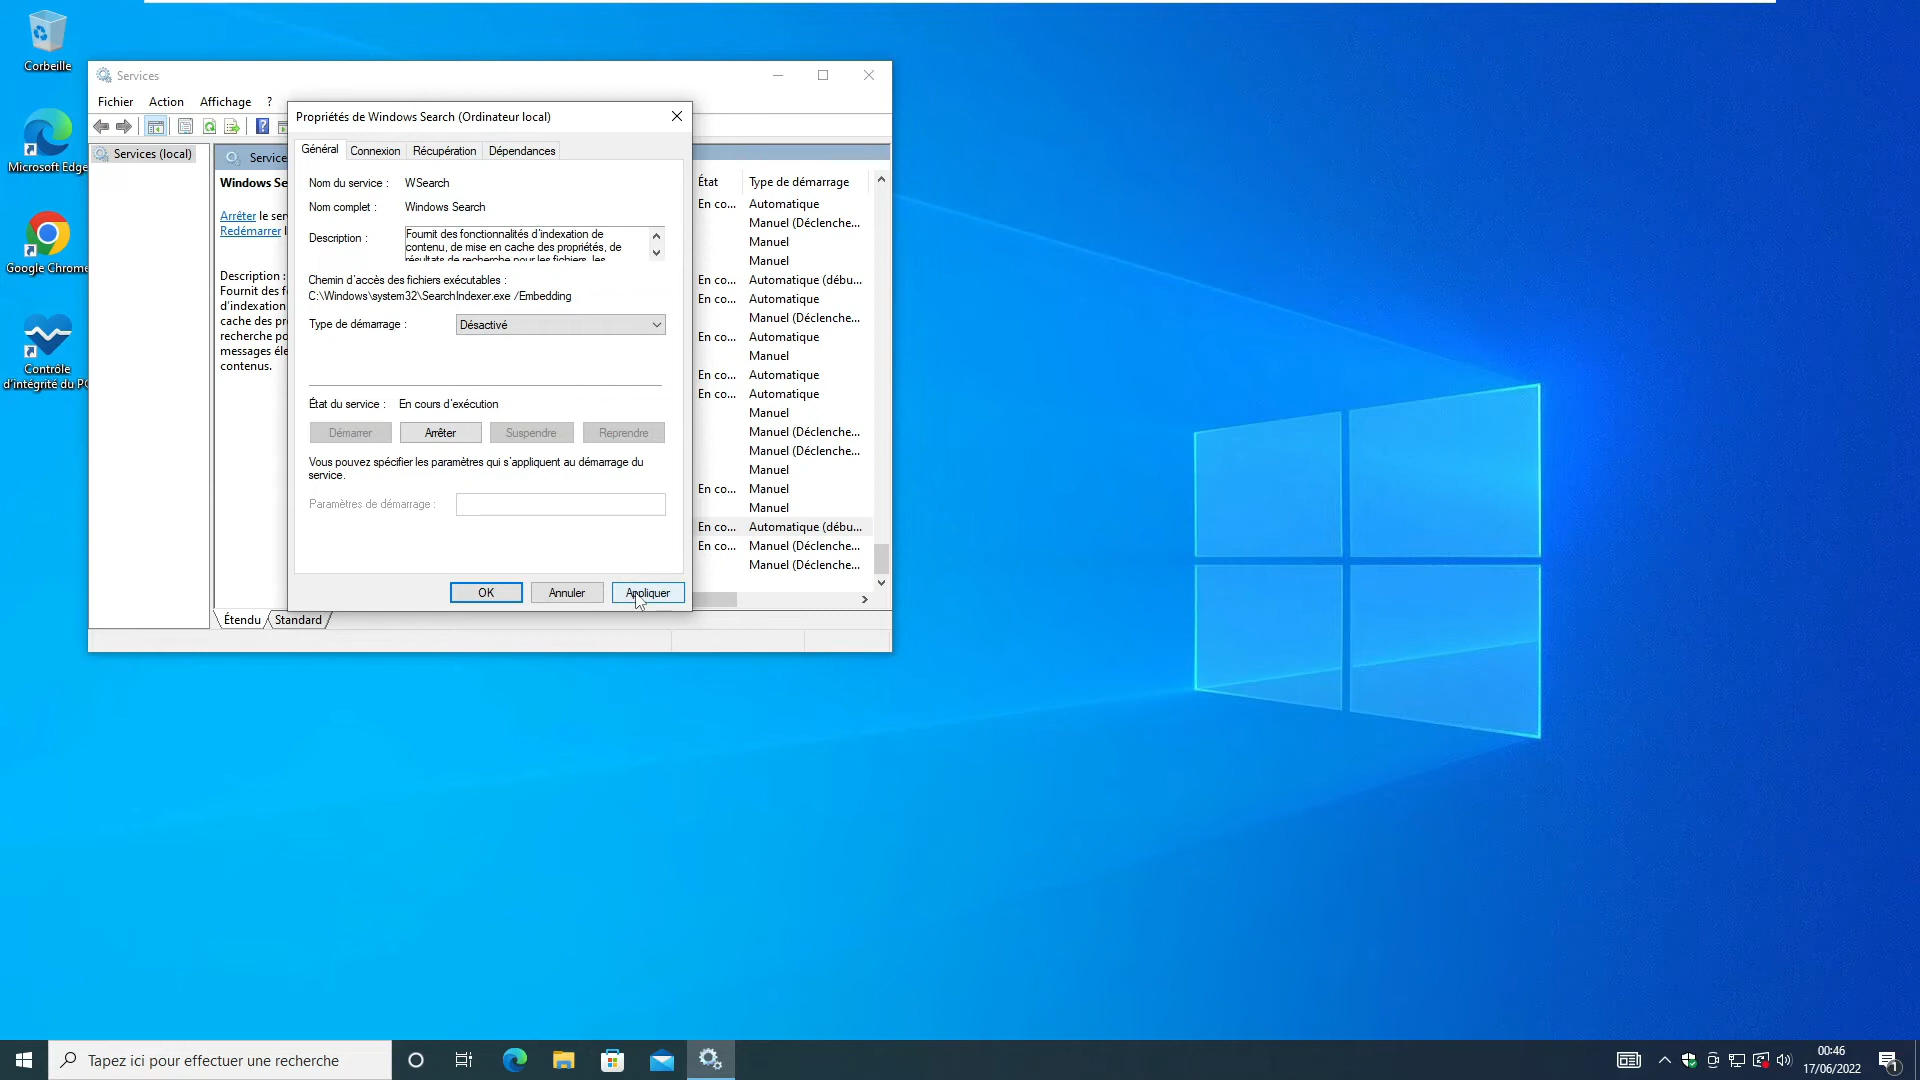 Corbeille
Microsoft Edge
Google Chrome
Contrôle
d'intégrité du PC
Services
Fichier Action Affichage ?
Services (local)
Service
Windows Se
Arrêter le ser
Redémarrer l
Description :
Fournit des f
d'indexation
cache des pr
recherche po
messages éle
contenus.
Propriétés de Windows Search (Ordinateur local)
Général Connexion Récupération Dépendances
Nom du service : WSearch
Nom complet : Windows Search
Description : Fournit des fonctionnalités d'indexation de
contenu, de mise en cache des propriétés, de
résultats de recherche pour les fichiers, les
Chemin d'accès des fichiers exécutables :
C:\Windows\system32\SearchIndexer.exe /Embedding
Type de démarrage : Désactivé
État du service : En cours d'exécution
Démarrer Arrêter Suspendre Reprendre
Vous pouvez spécifier les paramètres qui s'appliquent au démarrage du
service.
Paramètres de démarrage :
OK Annuler Appliquer
État Type de démarrage
En co... Automatique
Manuel (Déclenche...
Manuel
Manuel
En co... Automatique (débu...
En co... Automatique
Manuel (Déclenche...
En co... Automatique
Manuel
En co... Automatique
En co... Automatique
Manuel
Manuel (Déclenche...
Manuel (Déclenche...
Manuel
En co... Manuel
Manuel
En co... Automatique (débu...
En co... Manuel (Déclenche...
Manuel (Déclenche...
Étendu Standard
Tapez ici pour effectuer une recherche
00:46
17/06/2022
1